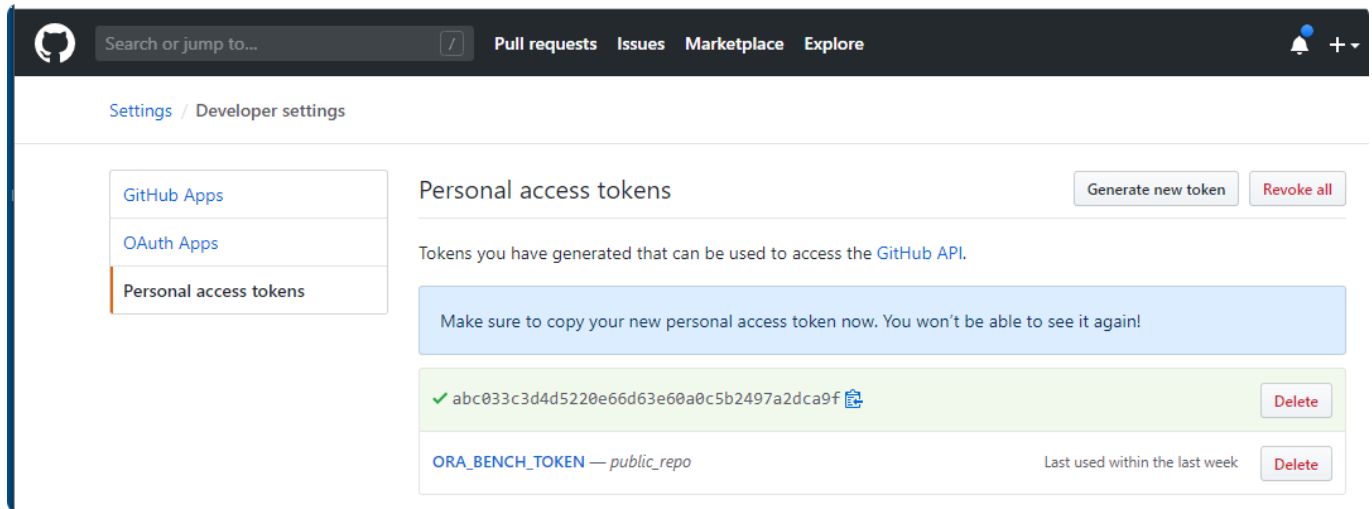 Search or jump to... /
Pull requests Issues Marketplace Explore
Settings / Developer settings
GitHub Apps
OAuth Apps
Personal access tokens
Personal access tokens
Generate new token
Revoke all
Tokens you have generated that can be used to access the GitHub API.
Make sure to copy your new personal access token now. You won't be able to see it again!
abc033c3d4d5220e66d63e60a0c5b2497a2dca9f
Delete
ORA_BENCH_TOKEN — public_repo
Last used within the last week
Delete